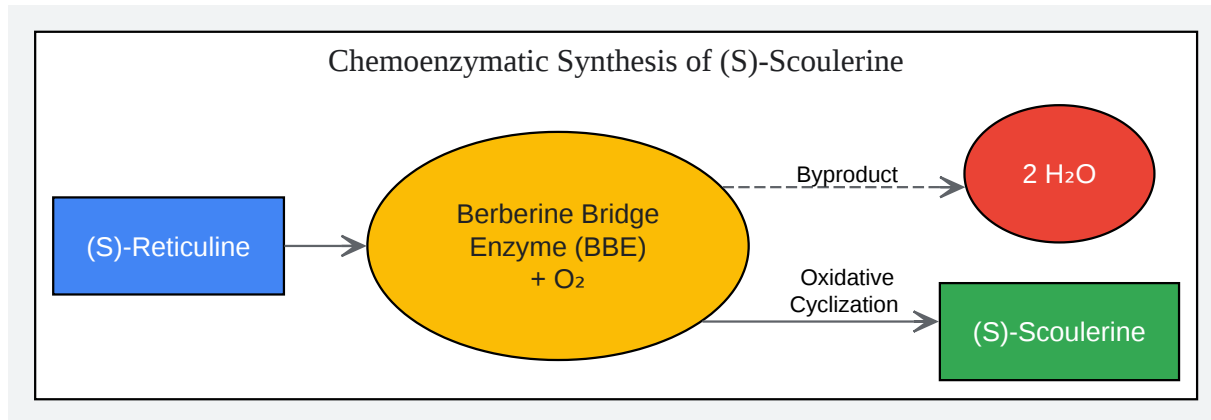 Chemoenzymatic Synthesis of (S)-Scoulerine
(S)-Reticuline
Berberine Bridge
Enzyme (BBE)
+ O₂
Byproduct
2 H₂O
Oxidative
Cyclization
(S)-Scoulerine